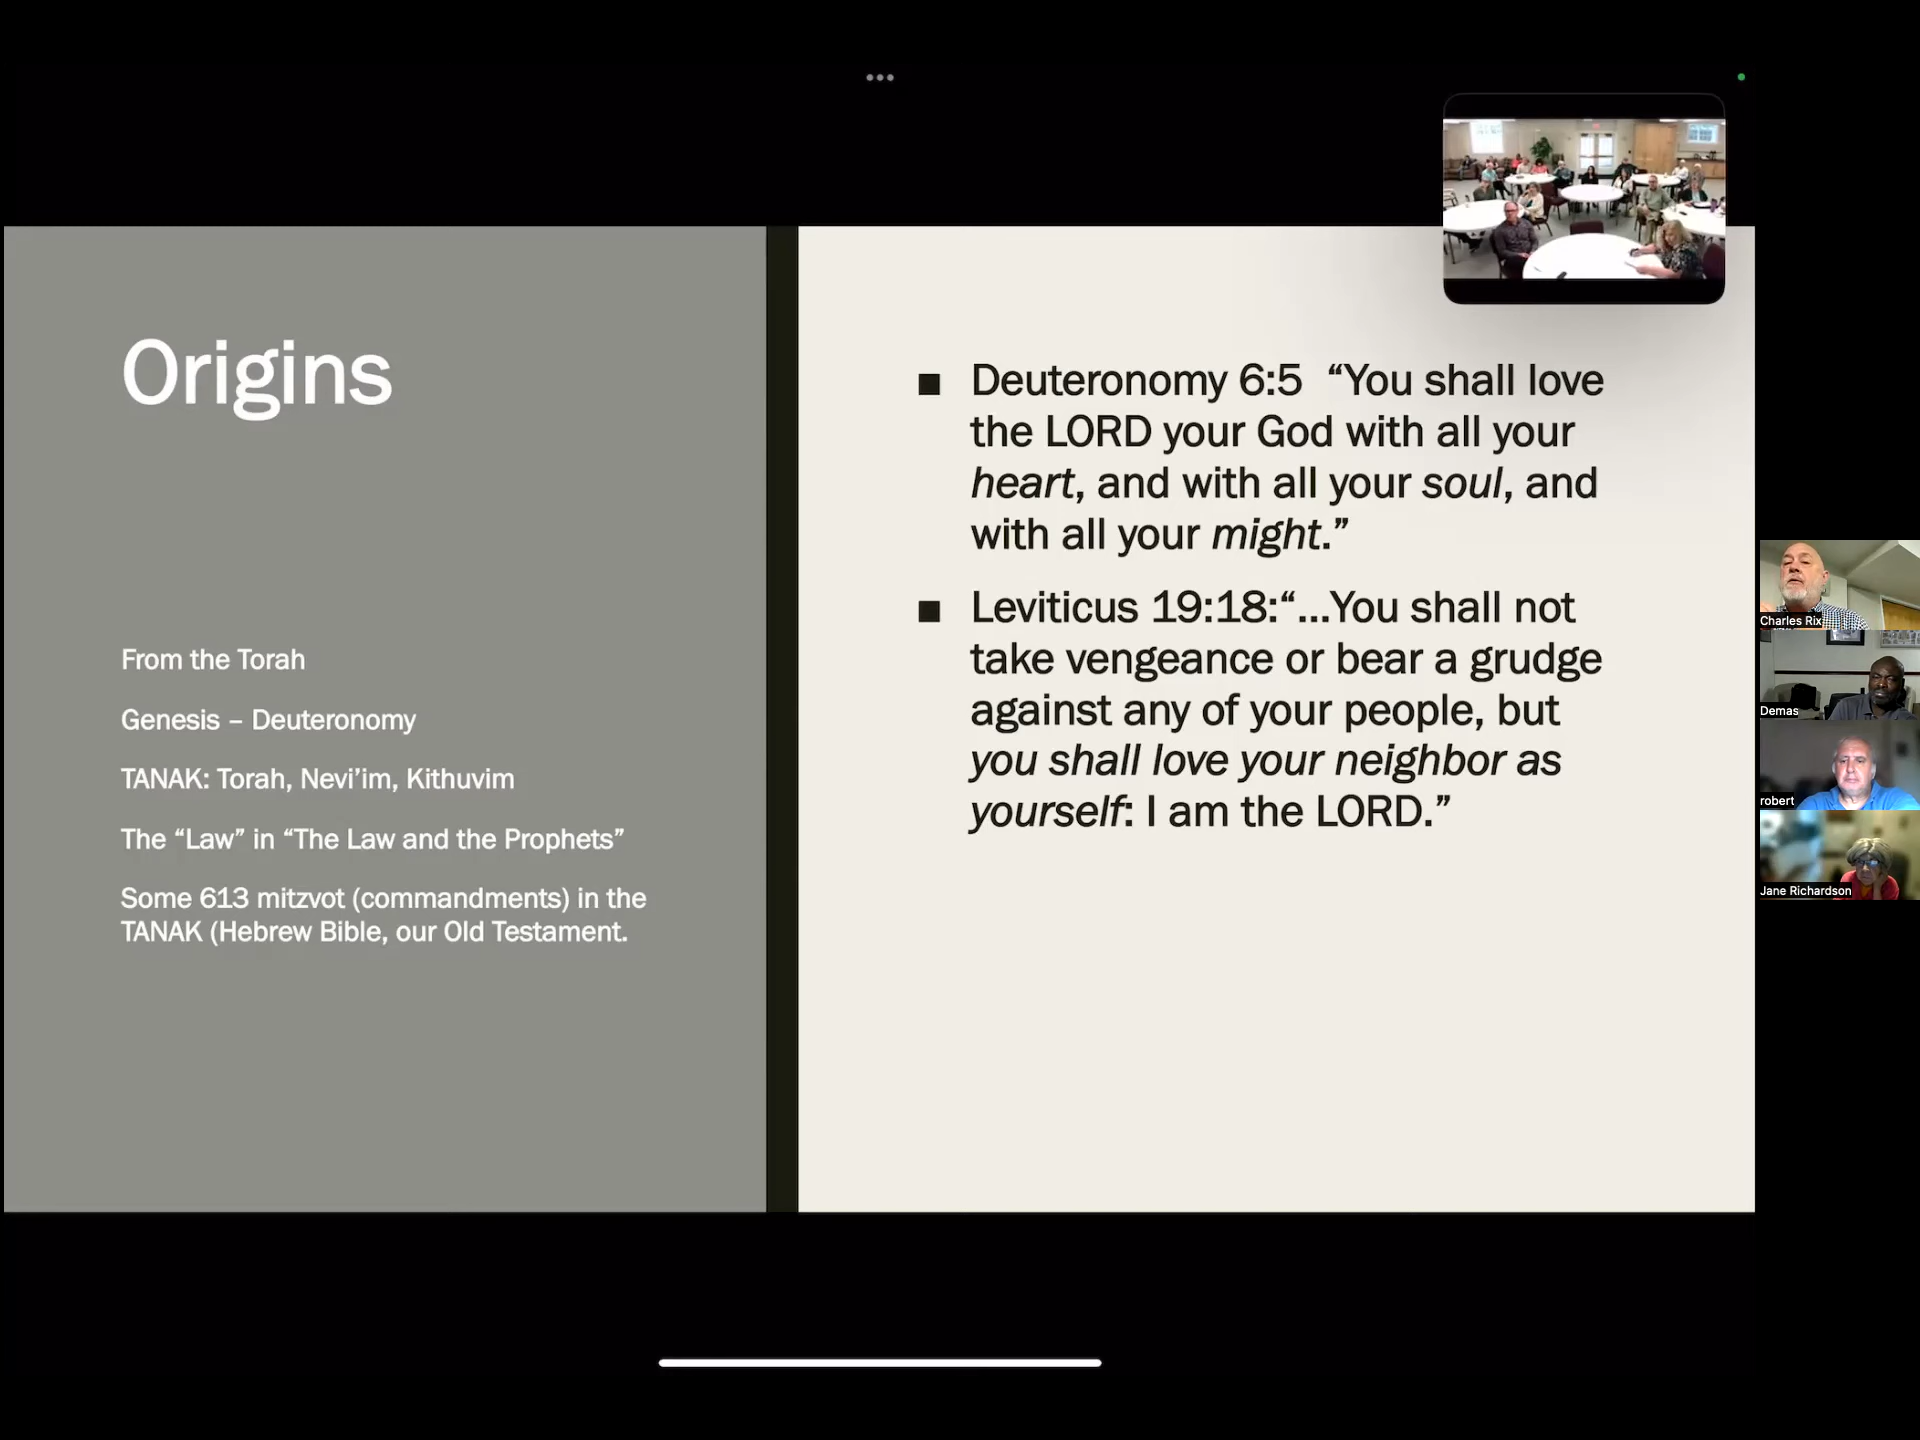 Origins
From the Torah
Genesis – Deuteronomy
TANAK: Torah, Nevi’im, Kithuvim
The “Law” in “The Law and the Prophets”
Some 613 mitzvot (commandments) in the
TANAK (Hebrew Bible, our Old Testament.
■ Deuteronomy 6:5 “You shall love
the LORD your God with all your
heart, and with all your soul, and
with all your might.”
■ Leviticus 19:18:“...You shall not
take vengeance or bear a grudge
against any of your people, but
you shall love your neighbor as
yourself: I am the LORD.”
Charles Rix
Demas
robert
Jane Richardson